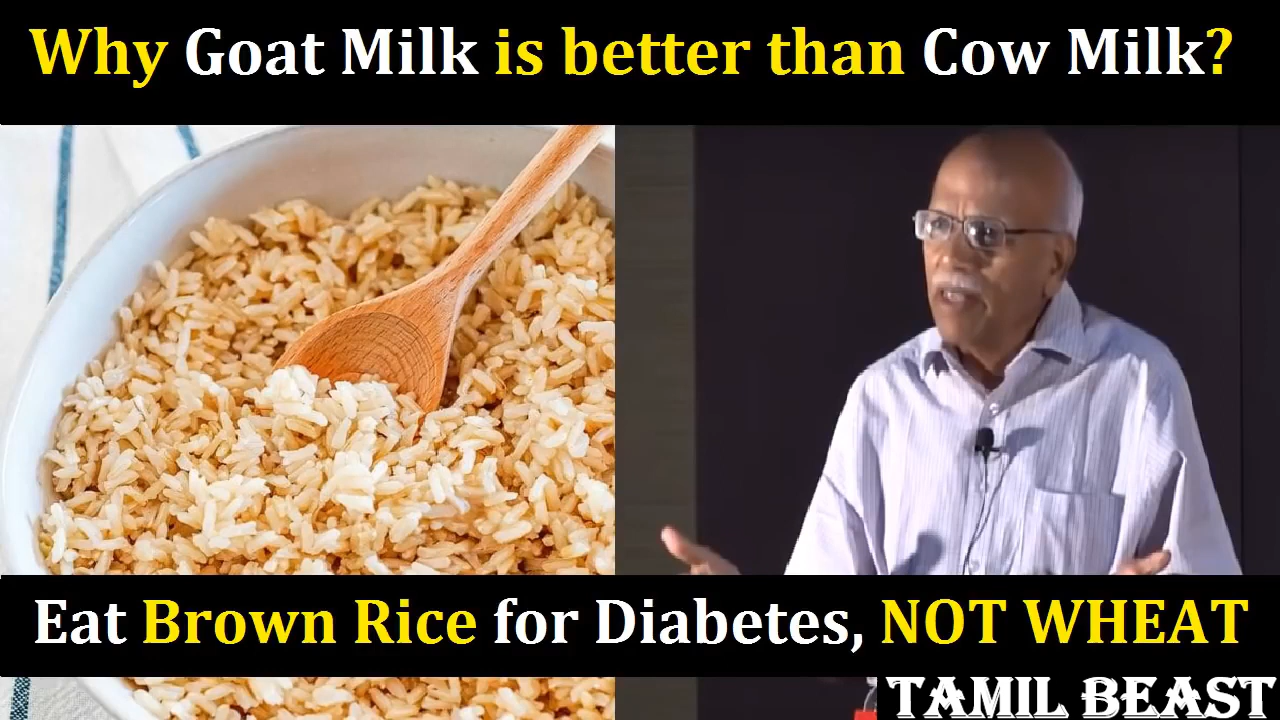 Why Goat Milk is better than Cow Milk?
Eat Brown Rice for Diabetes, NOT WHEAT
TAMIL BEAST